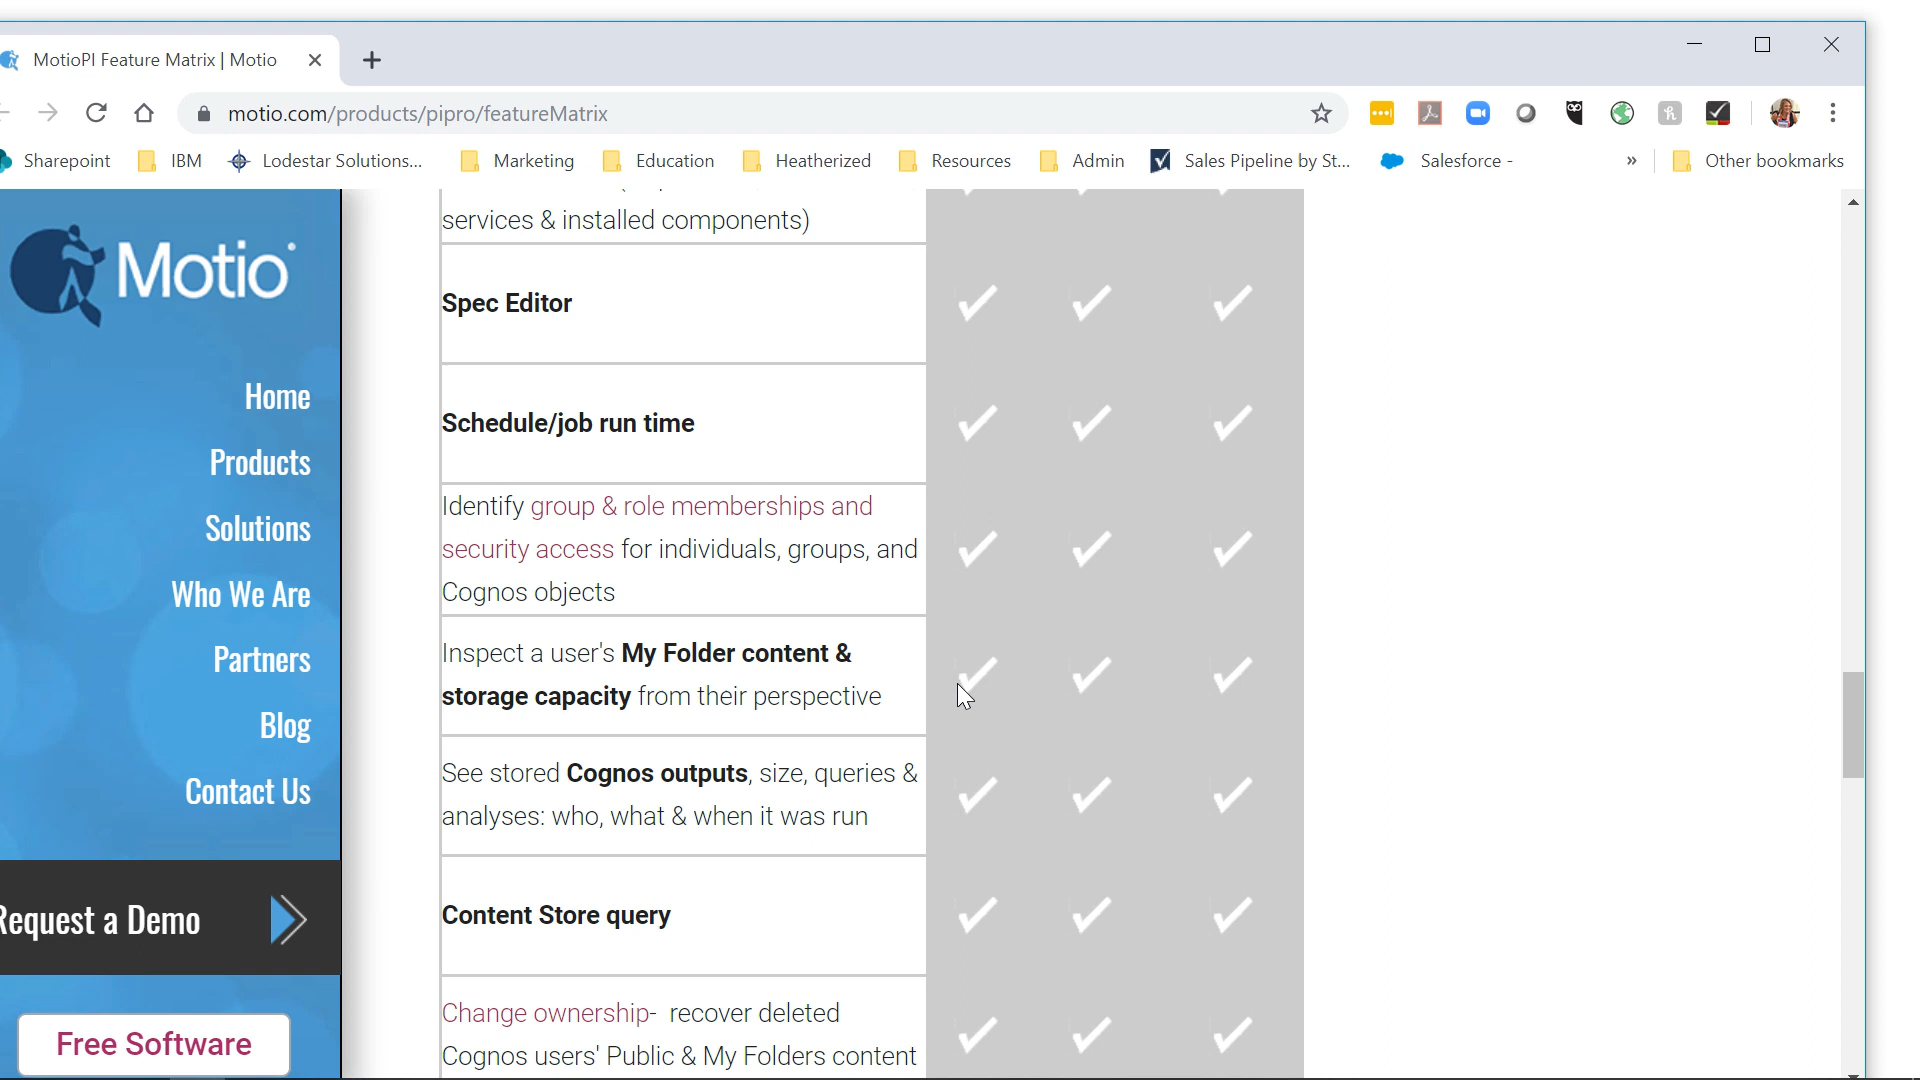 MotioPI Feature Matrix | Motio
motio.com/products/pipro/featureMatrix
Sharepoint IBM Lodestar Solutions... Marketing Education Heatherized Resources Admin Sales Pipeline by St... Salesforce - » Other bookmarks
Motio
Home
Products
Solutions
Who We Are
Partners
Blog
Contact Us
Request a Demo
Free Software
services & installed components)
Spec Editor
Schedule/job run time
Identify group & role memberships and
security access for individuals, groups, and
Cognos objects
Inspect a user's My Folder content &
storage capacity from their perspective
See stored Cognos outputs, size, queries &
analyses: who, what & when it was run
Content Store query
Change ownership- recover deleted
Cognos users' Public & My Folders content